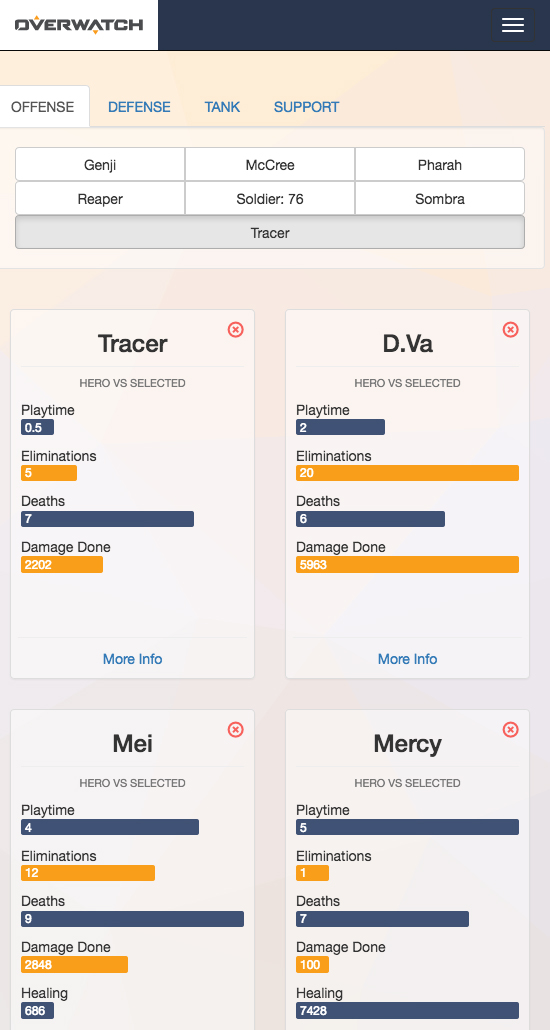 OVERWATCH
OFFENSE DEFENSE TANK SUPPORT
Genji McCree Pharah
Reaper Soldier: 76 Sombra
Tracer
Tracer
HERO VS SELECTED
Playtime
0.5
Eliminations
5
Deaths
7
Damage Done
2202
More Info
D.Va
HERO VS SELECTED
Playtime
2
Eliminations
20
Deaths
6
Damage Done
5963
More Info
Mei
HERO VS SELECTED
Playtime
4
Eliminations
12
Deaths
9
Damage Done
2848
Healing
686
Mercy
HERO VS SELECTED
Playtime
5
Eliminations
1
Deaths
7
Damage Done
100
Healing
7428